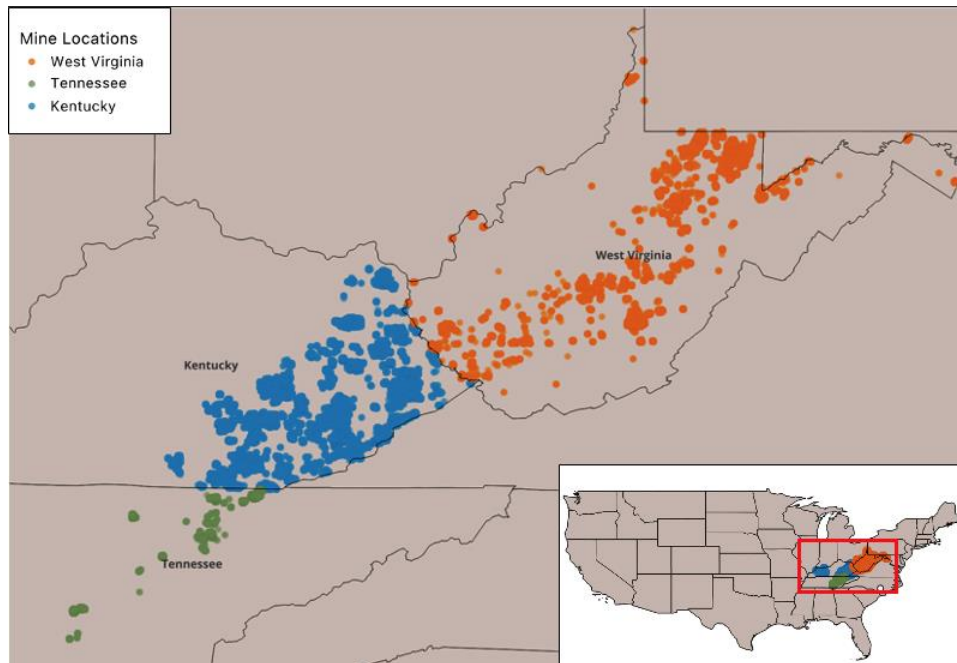 Mine Locations
West Virginia
Tennessee
Kentucky
West Virginia
Kentucky
Tennessee